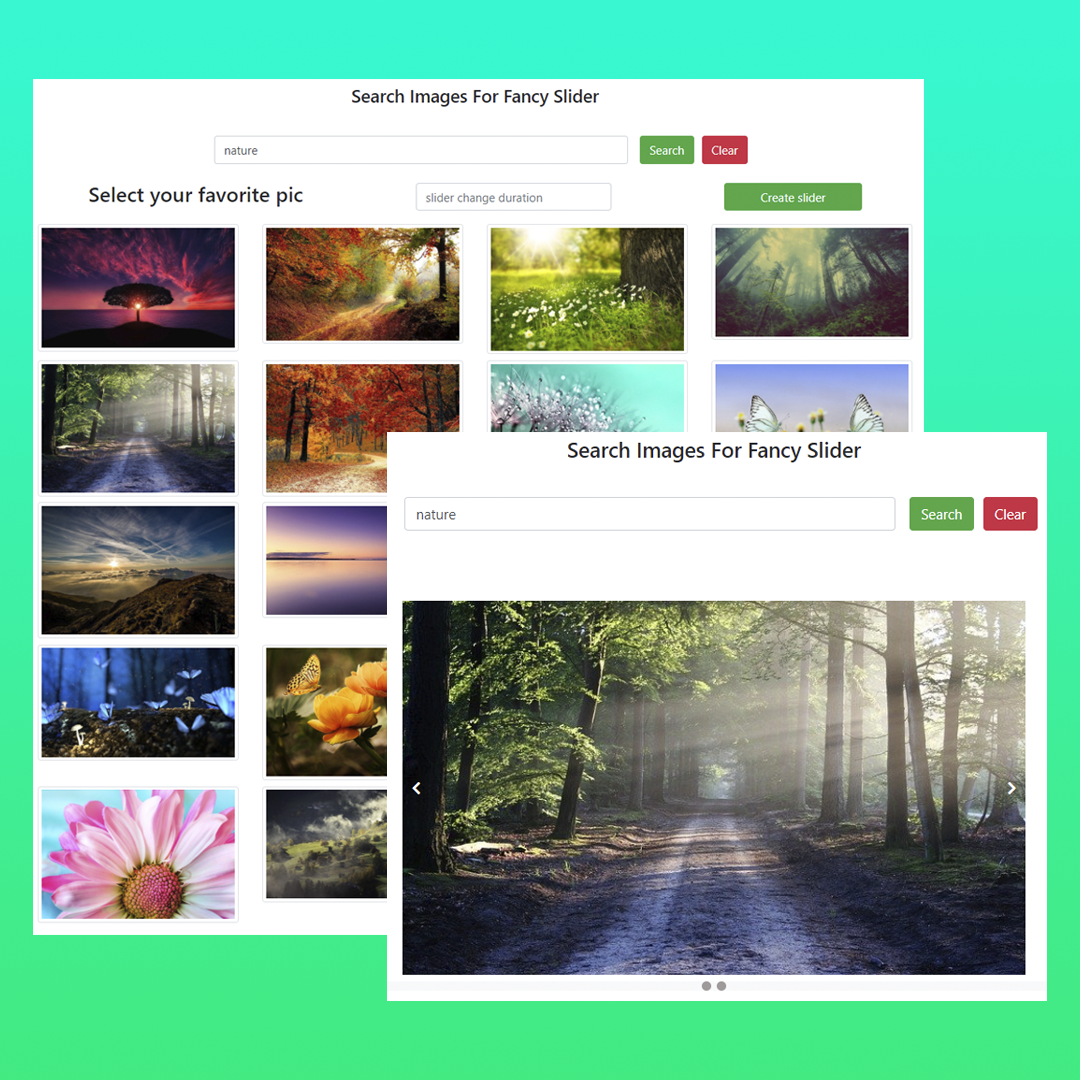 Search Images For Fancy Slider
nature
Search
Clear
Select your favorite pic
slider change duration
Create slider
Search Images For Fancy Slider
nature
Search
Clear